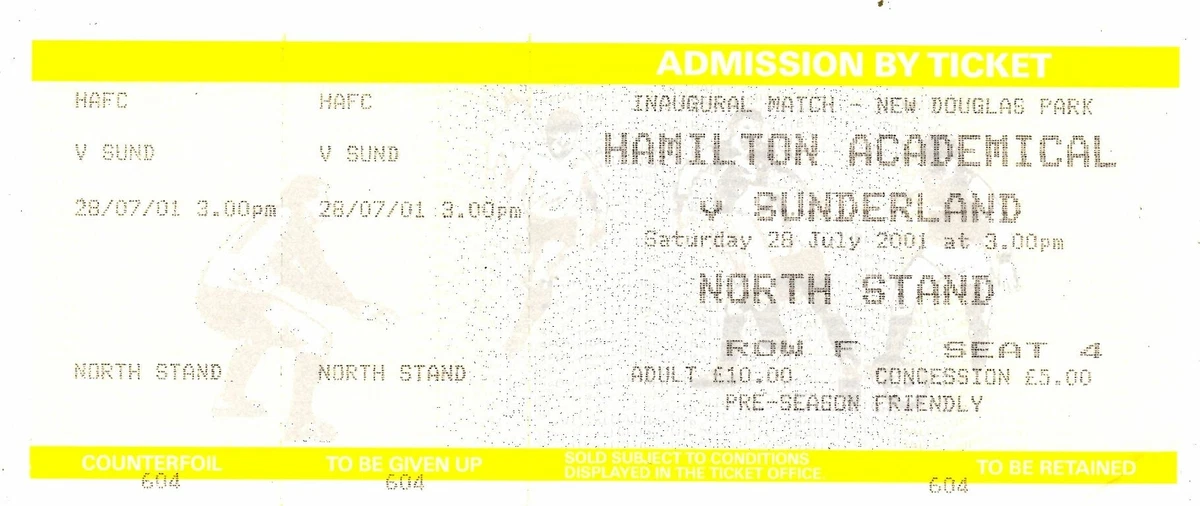 ADMISSION BY TICKET
HAFC
V SUND
28/07/01 3.00pm
NORTH STAND
COUNTERFOIL
604
HAFC
V SUND
28/07/01 3.00pm
NORTH STAND
TO BE GIVEN UP
604
INAUGURAL MATCH - NEW DOUGLAS PARK
HAMILTON ACADEMICAL
v SUNDERLAND
Saturday 28 July 2001 at 3.00pm
NORTH STAND
ROW F SEAT 4
ADULT £10.00 CONCESSION £5.00
PRE-SEASON FRIENDLY
SOLD SUBJECT TO CONDITIONS
DISPLAYED IN THE TICKET OFFICE
TO BE RETAINED
604